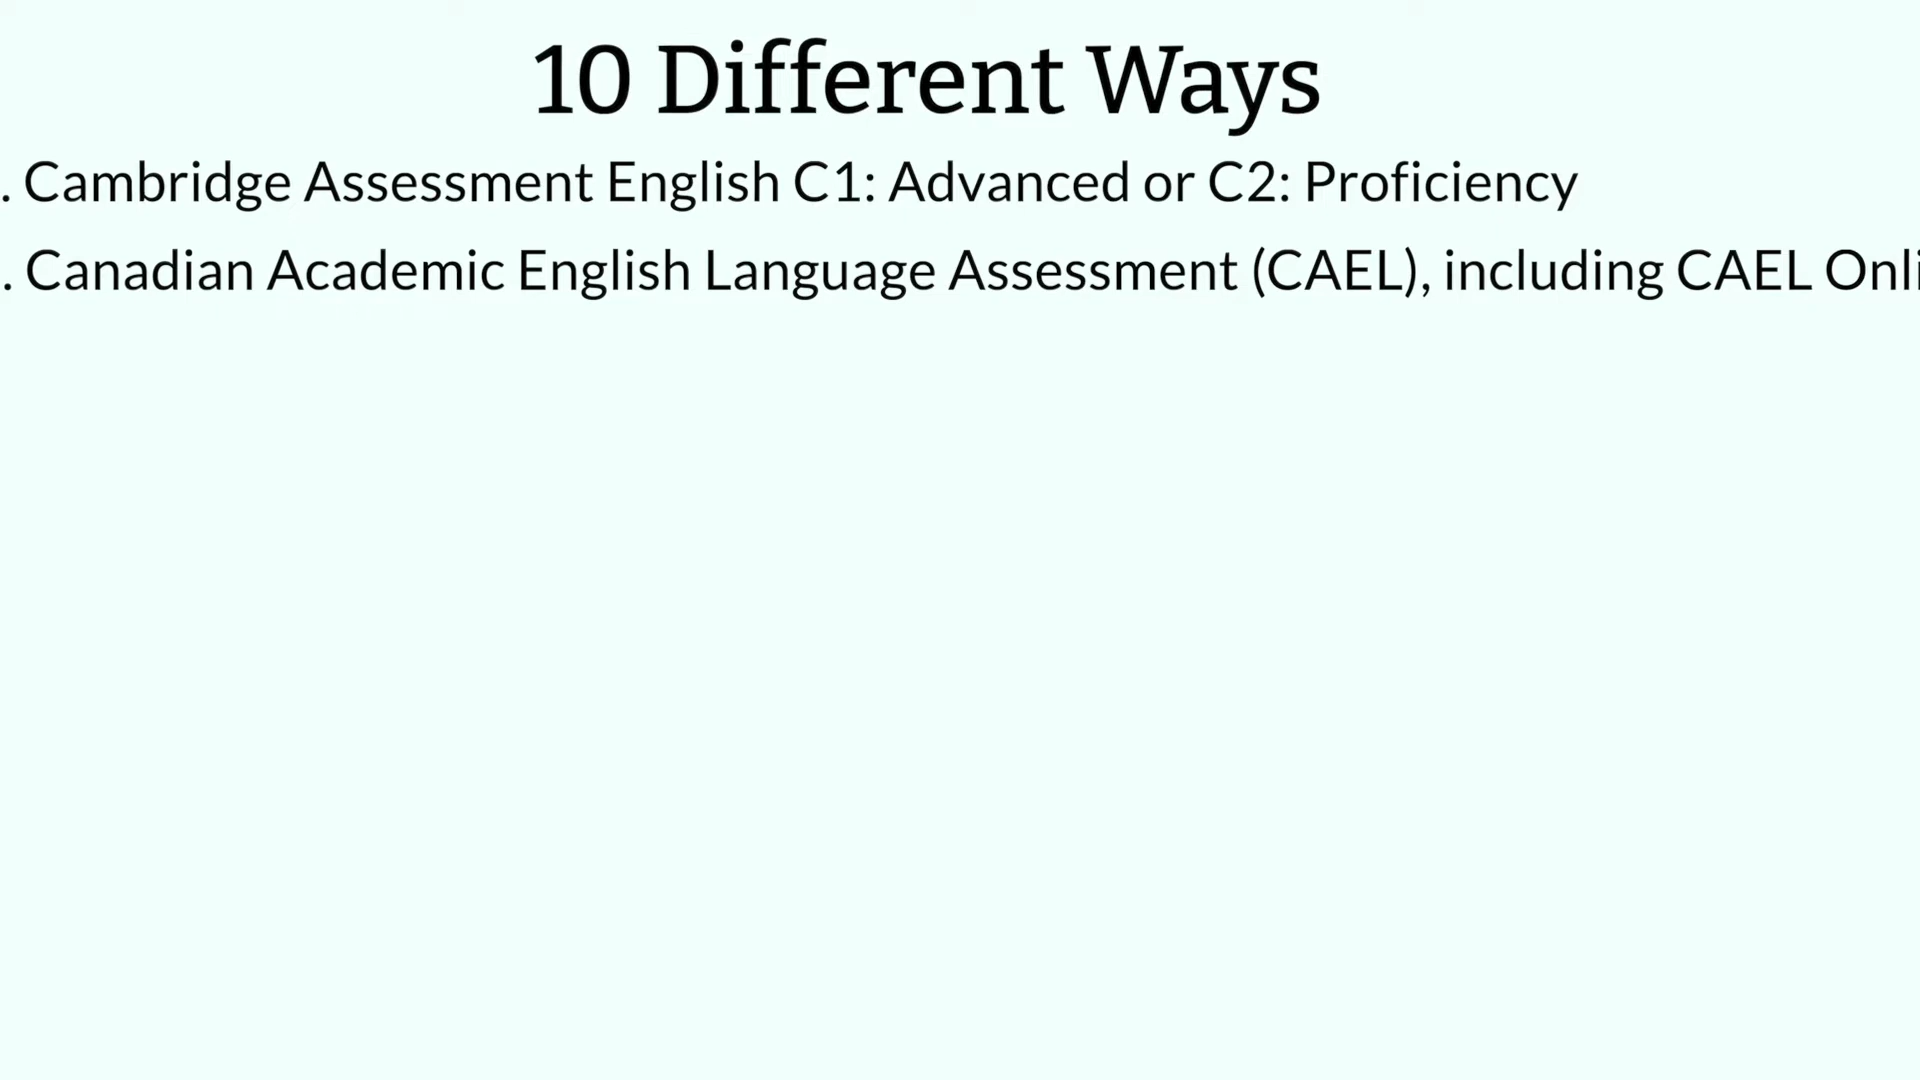 10 Different Ways
. Cambridge Assessment English C1: Advanced or C2: Proficiency
. Canadian Academic English Language Assessment (CAEL), including CAEL